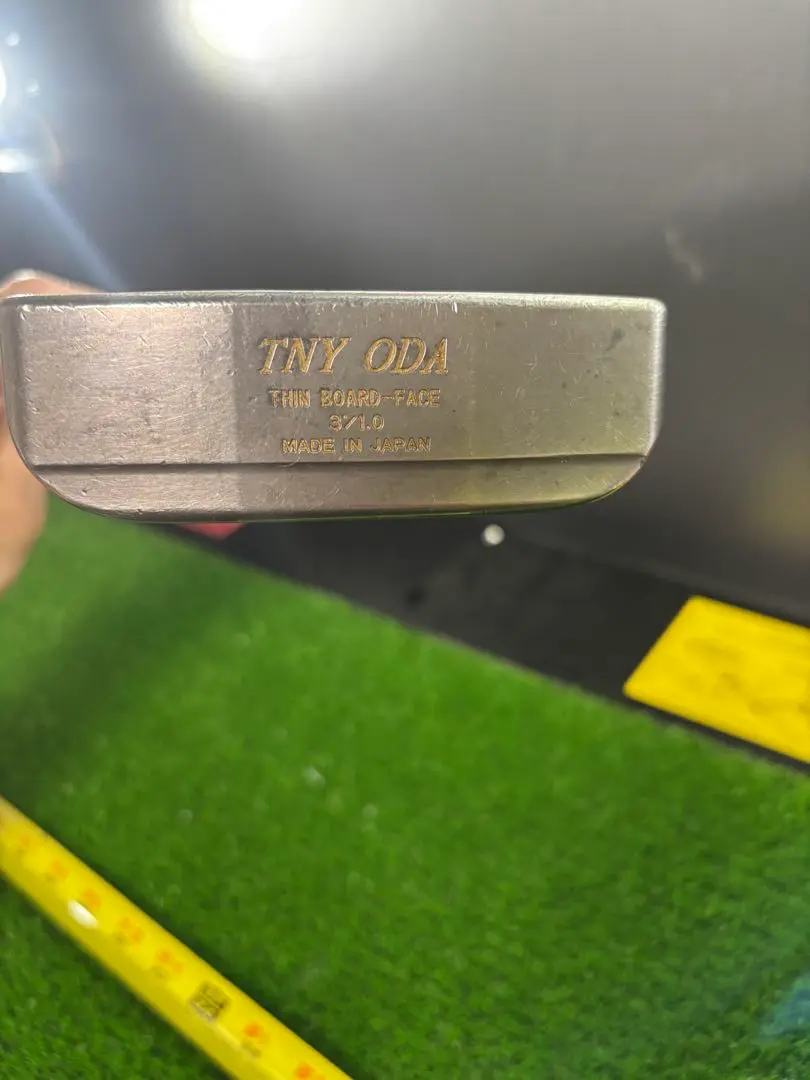 TNY ODA
THIN BOARD-FACE
3°/1.0
MADE IN JAPAN